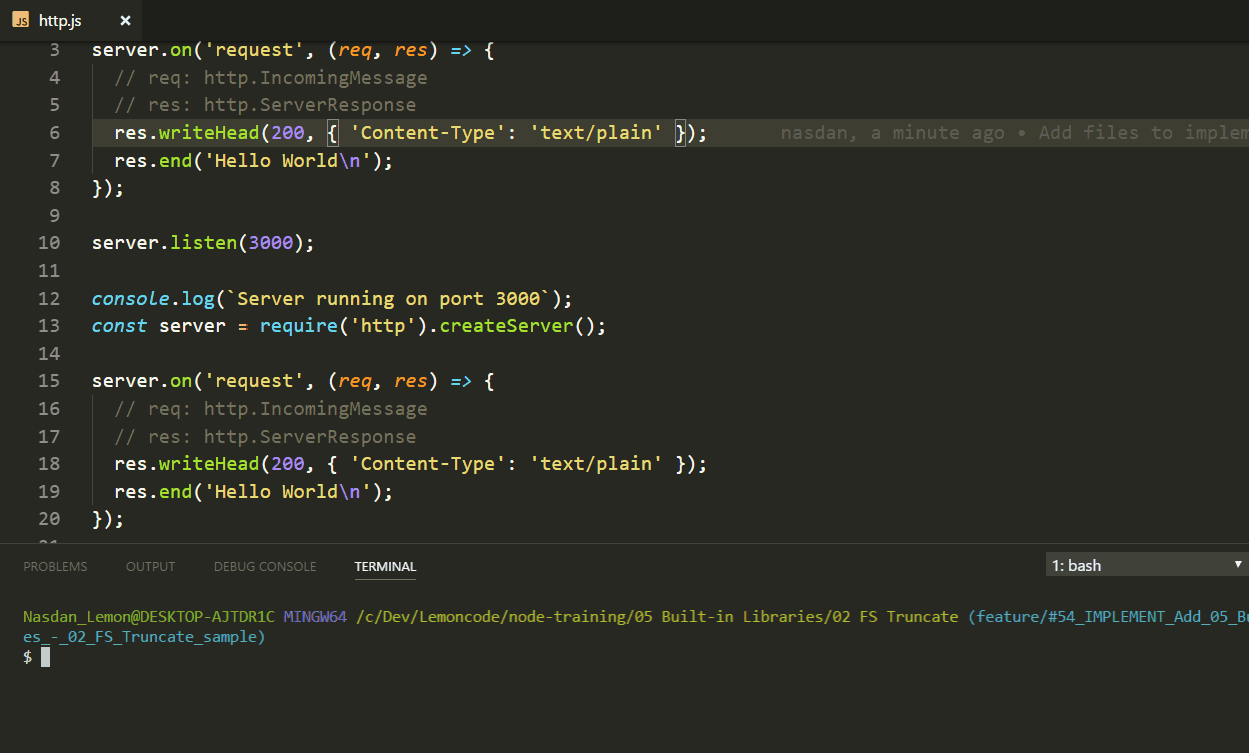 JS http.js ×
3 server.on('request', (req, res) => {
4 // req: http.IncomingMessage
5 // res: http.ServerResponse
6 res.writeHead(200, { 'Content-Type': 'text/plain' }); nasdan, a minute ago • Add files to implem
7 res.end('Hello World\n');
8 });
9
10 server.listen(3000);
11
12 console.log(`Server running on port 3000`);
13 const server = require('http').createServer();
14
15 server.on('request', (req, res) => {
16 // req: http.IncomingMessage
17 // res: http.ServerResponse
18 res.writeHead(200, { 'Content-Type': 'text/plain' });
19 res.end('Hello World\n');
20 });
PROBLEMS OUTPUT DEBUG CONSOLE TERMINAL 1: bash
Nasdan_Lemon@DESKTOP-AJTDR1C MINGW64 /c/Dev/Lemoncode/node-training/05 Built-in Libraries/02 FS Truncate (feature/#54_IMPLEMENT_Add_05_Bu
es_-_02_FS_Truncate_sample)
$